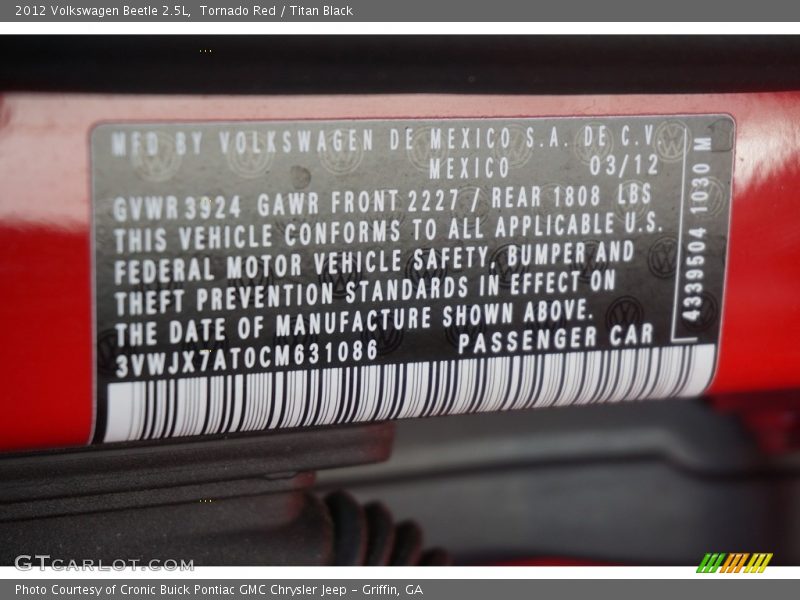 2012 Volkswagen Beetle 2.5L,  Tornado Red / Titan Black
MFD BY VOLKSWAGEN DE MEXICO S.A. DE C.V
MEXICO 03/12
GVWR 3924 GAWR FRONT 2227 / REAR 1808 LBS
THIS VEHICLE CONFORMS TO ALL APPLICABLE U.S.
FEDERAL MOTOR VEHICLE SAFETY, BUMPER AND
THEFT PREVENTION STANDARDS IN EFFECT ON
THE DATE OF MANUFACTURE SHOWN ABOVE.
3VWJX7AT0CM631086 PASSENGER CAR
4339504 1030 M
GTcarlot.com
Photo Courtesy of Cronic Buick Pontiac GMC Chrysler Jeep - Griffin, GA